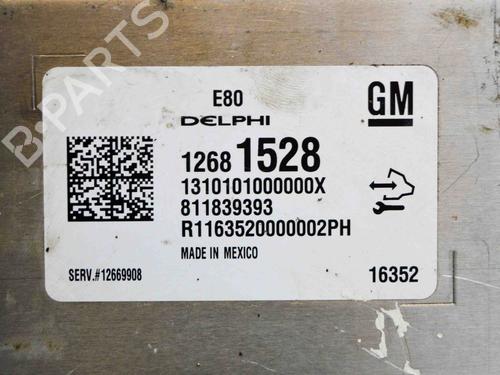 B-PARTS
E80
GM
DELPHI
1268 1528
1310101000000X
811839393
R1163520000002PH
MADE IN MEXICO
SERV.#12669908
16352